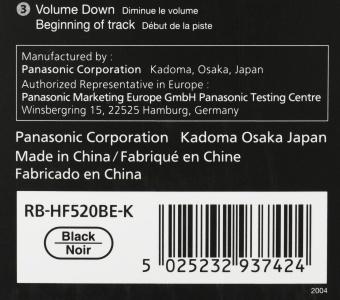 3 Volume Down Diminue le volume
Beginning of track Début de la piste
Manufactured by :
Panasonic Corporation Kadoma, Osaka, Japan
Authorized Representative in Europe :
Panasonic Marketing Europe GmbH Panasonic Testing Centre
Winsbergring 15, 22525 Hamburg, Germany
Panasonic Corporation Kadoma Osaka Japan
Made in China/Fabriqué en Chine
Fabricado en China
RB-HF520BE-K
Black
Noir
5 025232 937424
2004